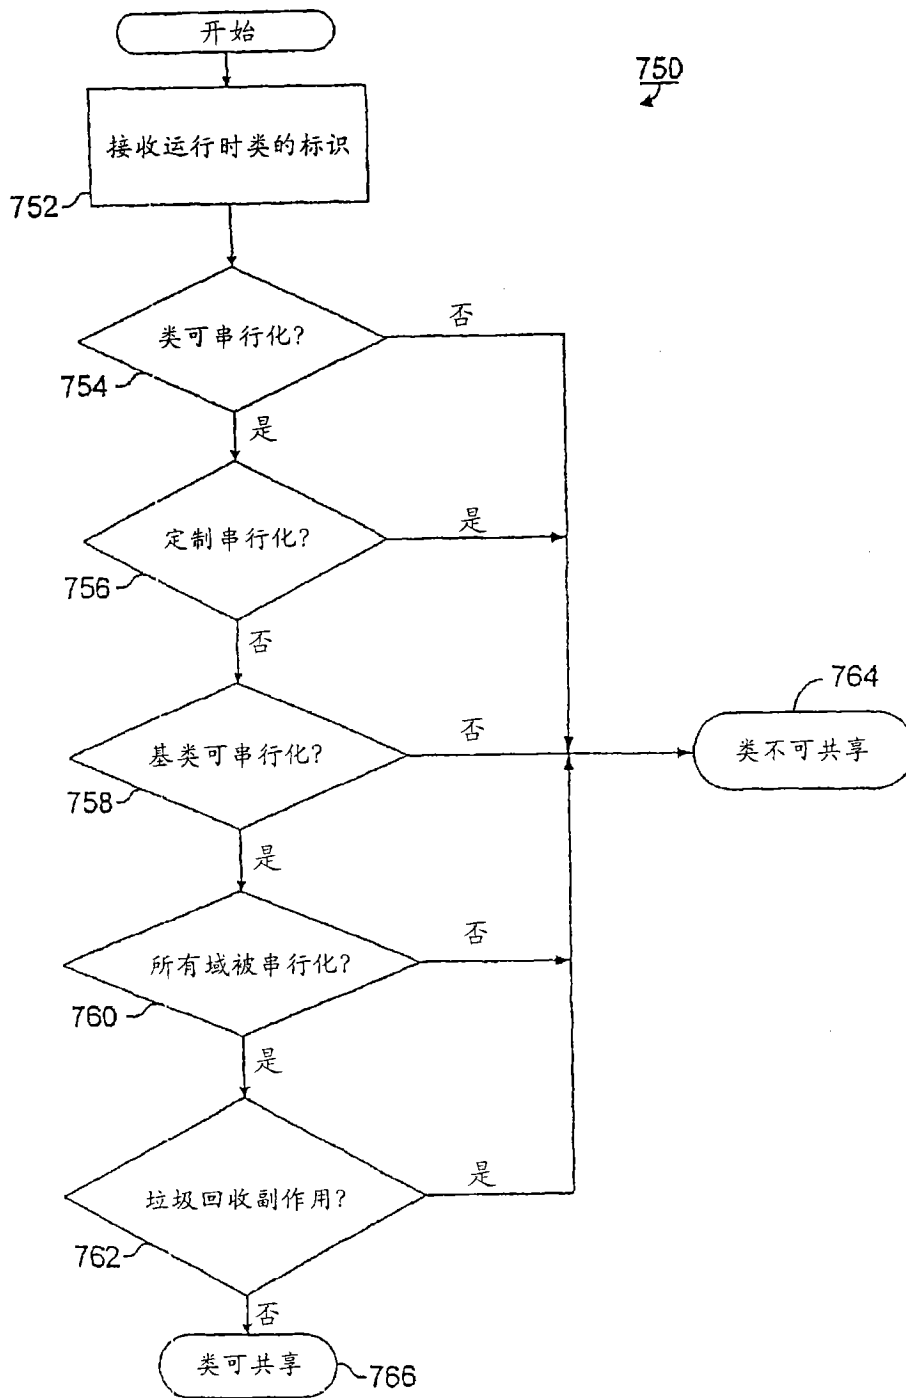 开始
750
接收运行时类的标识
752
类可串行化?
否
754
是
定制串行化?
是
756
否
基类可串行化?
否
764
类不可共享
758
是
所有域被串行化?
否
760
是
垃圾回收副作用?
是
762
否
类可共享
766